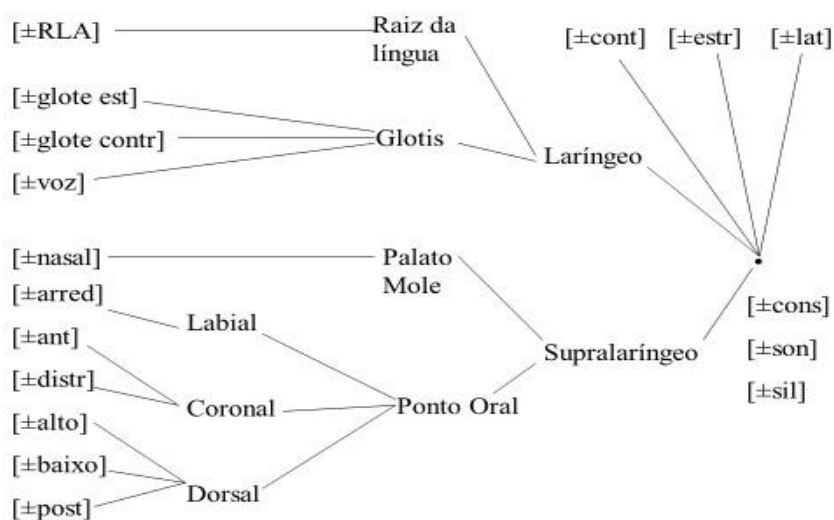 [±RLA]
Raiz da
língua
[±cont]
[±estr]
[±lat]
[±glote est]
[±glote contr]
Glotis
[±voz]
Laríngeo
[±nasal]
Palato
Mole
[±arred]
Labial
[±cons]
[±ant]
[±son]
Supralaríngeo
[±distr]
Coronal
Ponto Oral
[±sil]
[±alto]
[±baixo]
Dorsal
[±post]